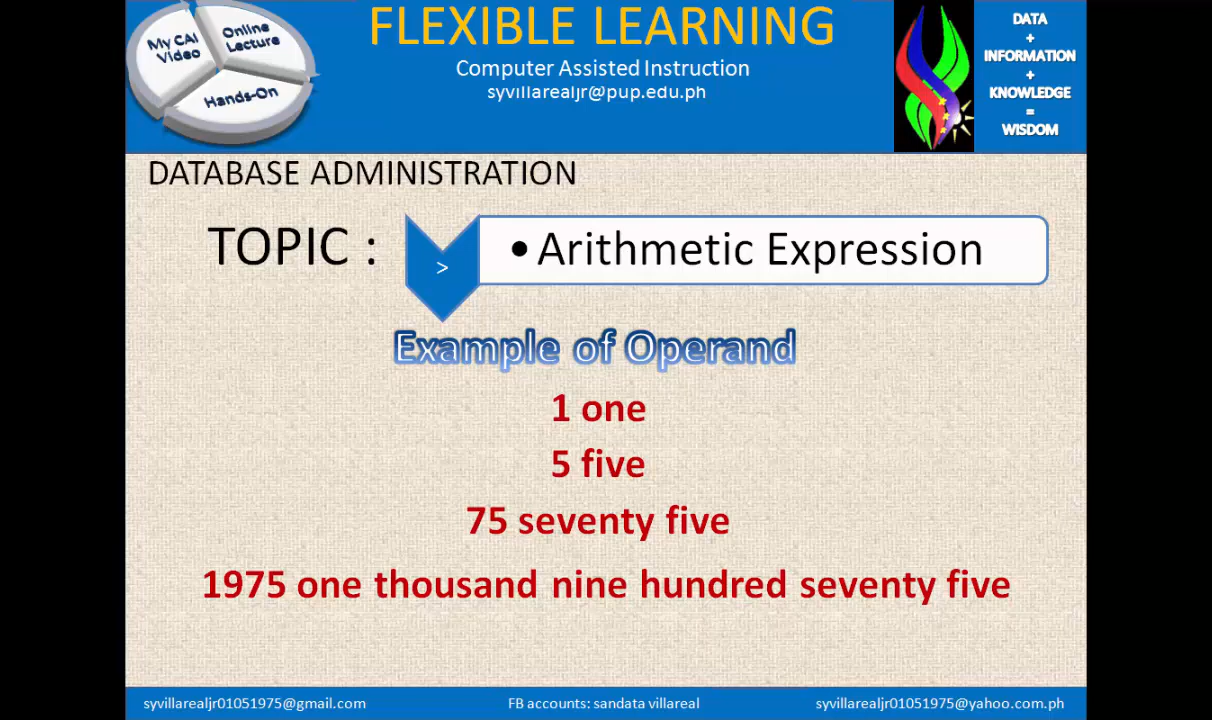 FLEXIBLE LEARNING
Computer Assisted Instruction
syvillarealjr@pup.edu.ph
My CAI
Video
Online
Lecture
Hands-On
DATA
+
INFORMATION
+
KNOWLEDGE
=
WISDOM
DATABASE ADMINISTRATION
TOPIC :
>
•Arithmetic Expression
Example of Operand
1 one
5 five
75 seventy five
1975 one thousand nine hundred seventy five
syvillarealjr01051975@gmail.com
FB accounts: sandata villareal
syvillarealjr01051975@yahoo.com.ph